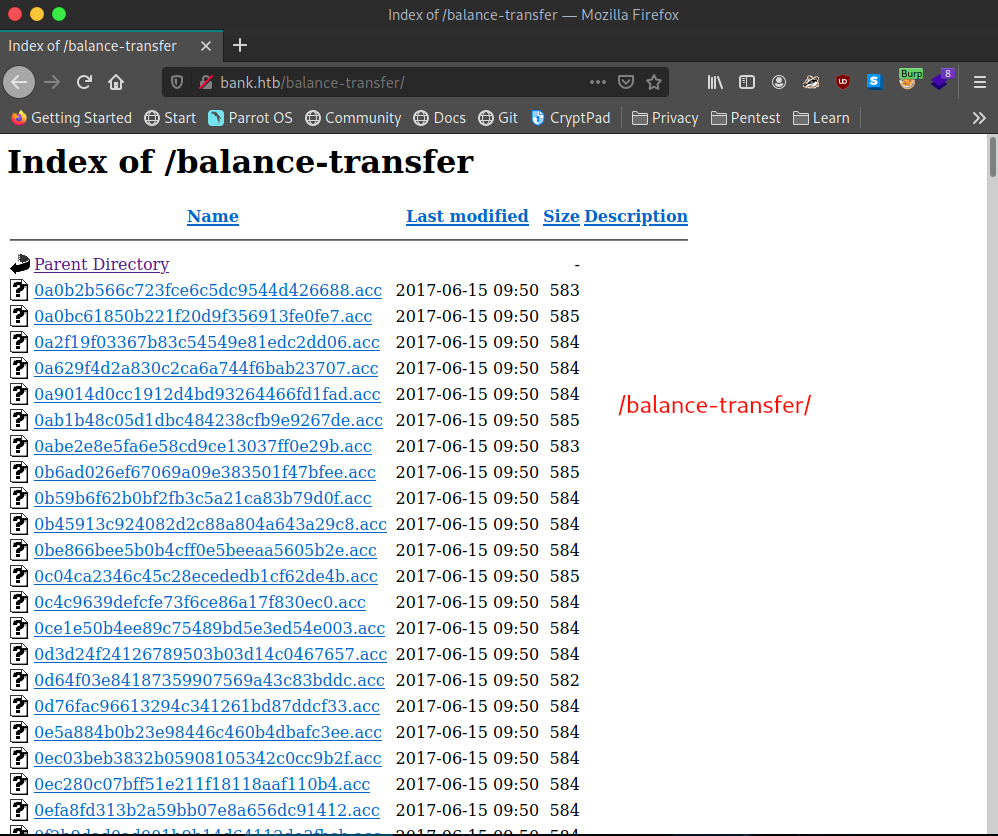 Index of /balance-transfer — Mozilla Firefox
Index of /balance-transfer
bank.htb/balance-transfer/
UD
S
Burp
8
Getting Started Start Parrot OS Community Docs Git CryptPad Privacy Pentest Learn
Index of /balance-transfer
Name Last modified Size Description
Parent Directory -
0a0b2b566c723fce6c5dc9544d426688.acc 2017-06-15 09:50 583
0a0bc61850b221f20d9f356913fe0fe7.acc 2017-06-15 09:50 585
0a2f19f03367b83c54549e81edc2dd06.acc 2017-06-15 09:50 584
0a629f4d2a830c2ca6a744f6bab23707.acc 2017-06-15 09:50 584
0a9014d0cc1912d4bd93264466fd1fad.acc 2017-06-15 09:50 584
/balance-transfer/
0ab1b48c05d1dbc484238cfb9e9267de.acc 2017-06-15 09:50 585
0abe2e8e5fa6e58cd9ce13037ff0e29b.acc 2017-06-15 09:50 583
0b6ad026ef67069a09e383501f47bfee.acc 2017-06-15 09:50 585
0b59b6f62b0bf2fb3c5a21ca83b79d0f.acc 2017-06-15 09:50 584
0b45913c924082d2c88a804a643a29c8.acc 2017-06-15 09:50 584
0be866bee5b0b4cff0e5beeaa5605b2e.acc 2017-06-15 09:50 584
0c04ca2346c45c28ecededb1cf62de4b.acc 2017-06-15 09:50 585
0c4c9639defcfe73f6ce86a17f830ec0.acc 2017-06-15 09:50 584
0ce1e50b4ee89c75489bd5e3ed54e003.acc 2017-06-15 09:50 584
0d3d24f24126789503b03d14c0467657.acc 2017-06-15 09:50 584
0d64f03e84187359907569a43c83bddc.acc 2017-06-15 09:50 582
0d76fac96613294c341261bd87ddcf33.acc 2017-06-15 09:50 584
0e5a884b0b23e98446c460b4dbafc3ee.acc 2017-06-15 09:50 584
0ec03beb3832b05908105342c0cc9b2f.acc 2017-06-15 09:50 584
0ec280c07bff51e211f18118aaf110b4.acc 2017-06-15 09:50 584
0efa8fd313b2a59bb07e8a656dc91412.acc 2017-06-15 09:50 584
2017-06-15 09:50 584